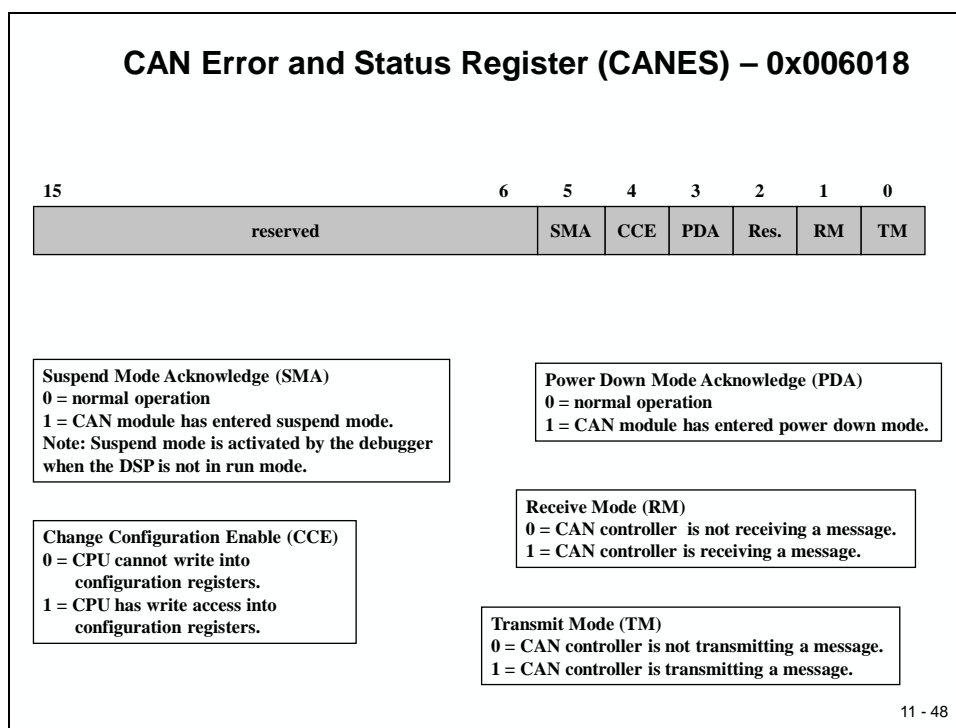 CAN Error and Status Register (CANES) – 0x006018
15 6 5 4 3 2 1 0
reserved SMA CCE PDA Res. RM TM
Suspend Mode Acknowledge (SMA)
0 = normal operation
1 = CAN module has entered suspend mode.
Note: Suspend mode is activated by the debugger
when the DSP is not in run mode.
Power Down Mode Acknowledge (PDA)
0 = normal operation
1 = CAN module has entered power down mode.
Change Configuration Enable (CCE)
0 = CPU cannot write into
configuration registers.
1 = CPU has write access into
configuration registers.
Receive Mode (RM)
0 = CAN controller is not receiving a message.
1 = CAN controller is receiving a message.
Transmit Mode (TM)
0 = CAN controller is not transmitting a message.
1 = CAN controller is transmitting a message.
11 - 48